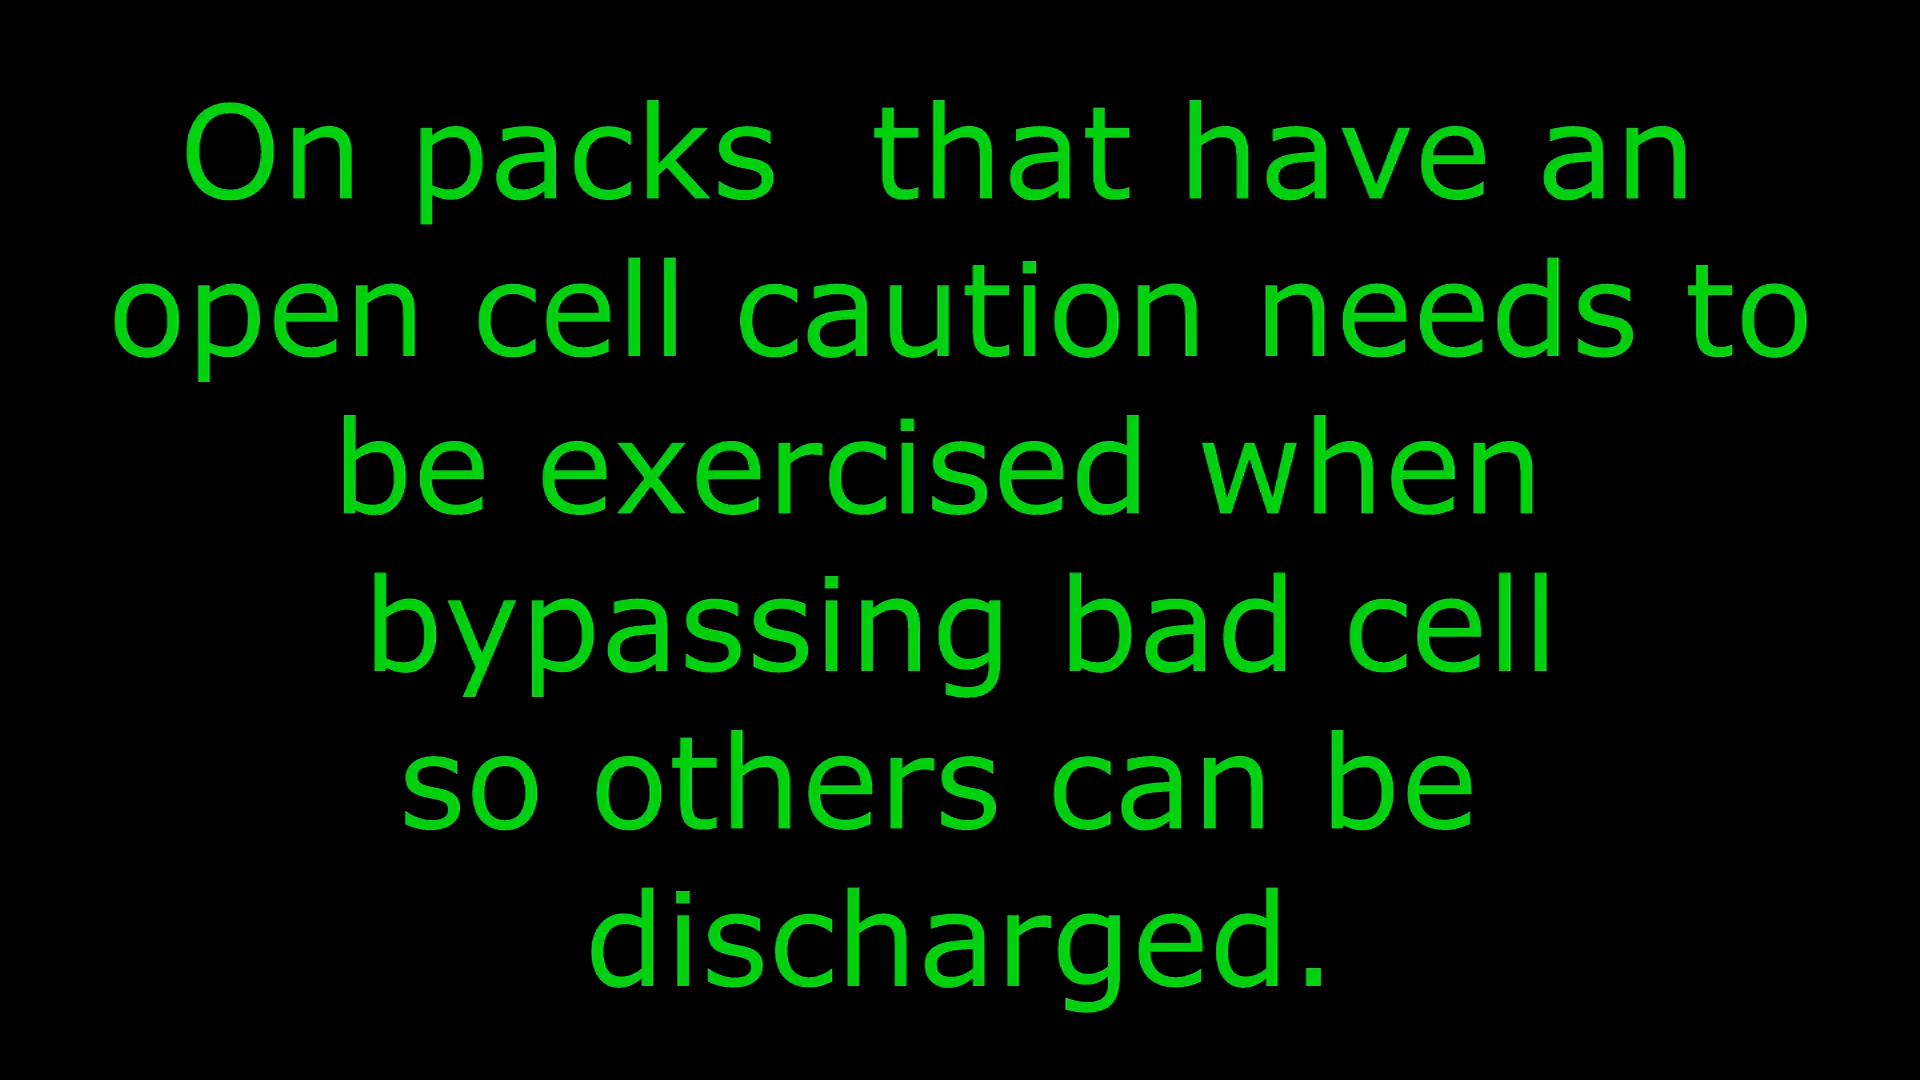 On packs  that have an
open cell caution needs to
be exercised when
bypassing bad cell
so others can be
discharged.